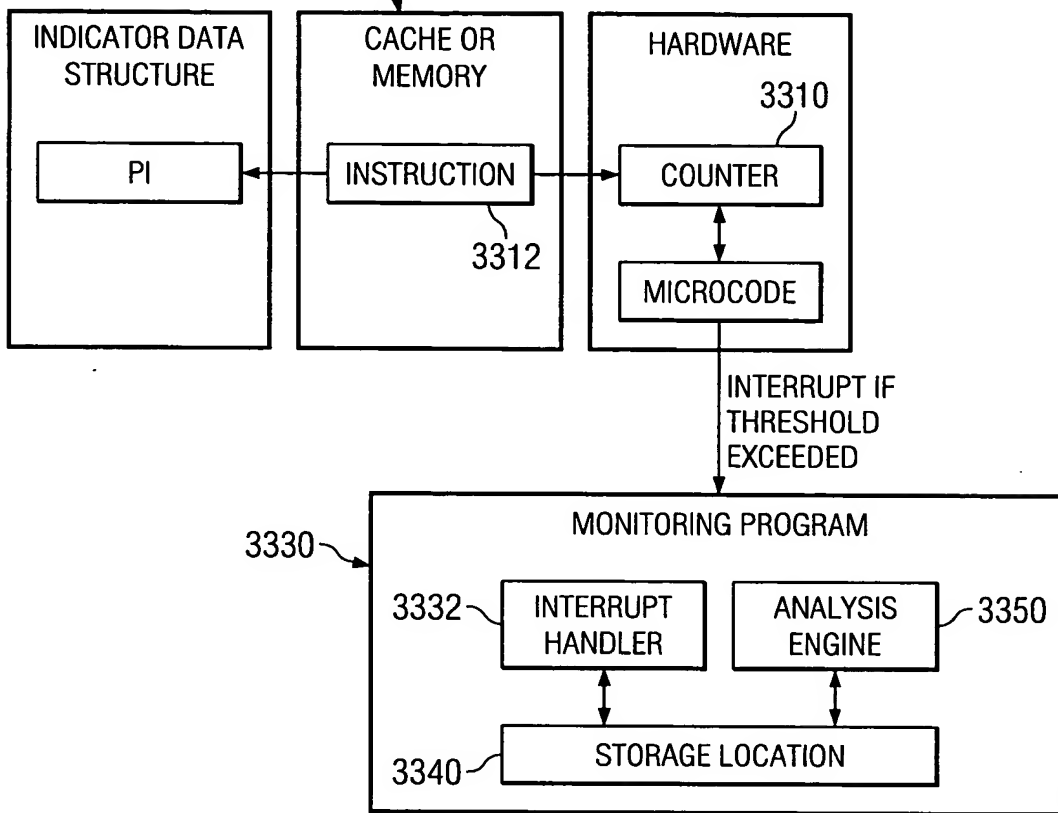 INDICATOR DATA
STRUCTURE
PI
CACHE OR
MEMORY
INSTRUCTION
3312
HARDWARE
3310
COUNTER
MICROCODE
INTERRUPT IF
THRESHOLD
EXCEEDED
MONITORING PROGRAM
3330
3332
INTERRUPT
HANDLER
ANALYSIS
ENGINE
3350
STORAGE LOCATION
3340